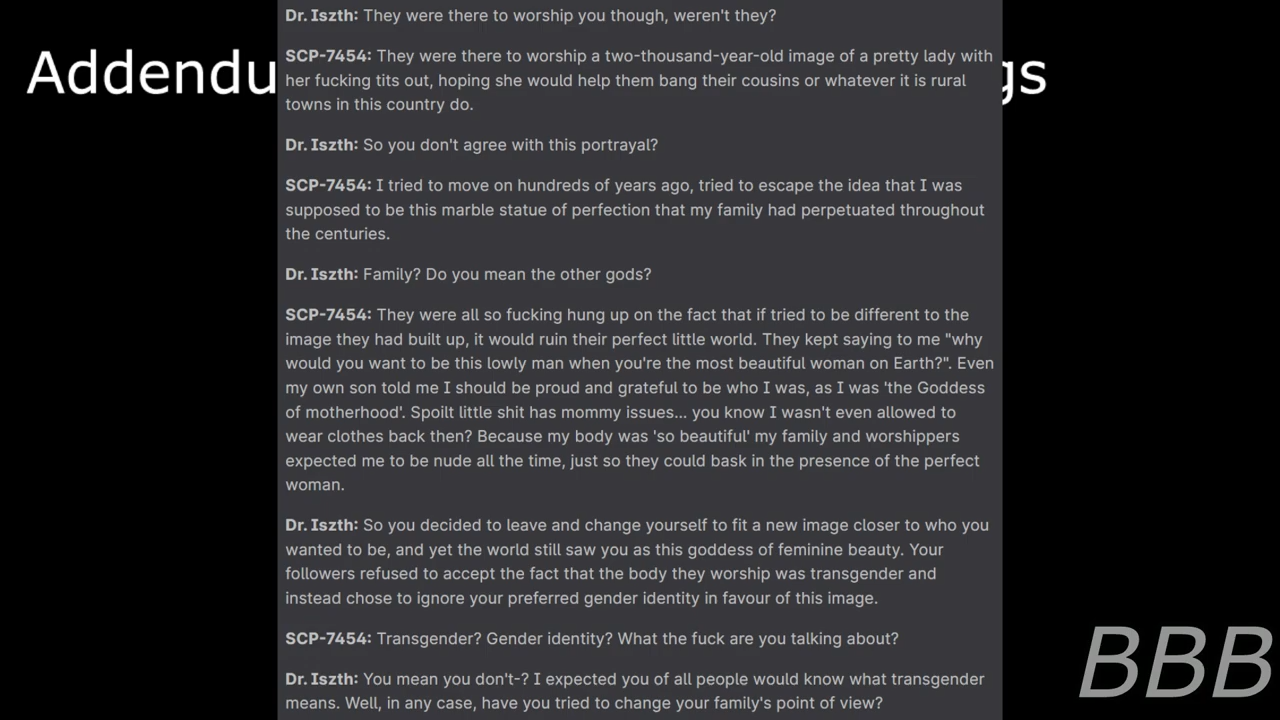 Dr. Iszth: They were there to worship you though, weren't they?
SCP-7454: They were there to worship a two-thousand-year-old image of a pretty lady with
her fucking tits out, hoping she would help them bang their cousins or whatever it is rural
towns in this country do.
Addendu
gs
Dr. Iszth: So you don't agree with this portrayal?
SCP-7454: I tried to move on hundreds of years ago, tried to escape the idea that I was
supposed to be this marble statue of perfection that my family had perpetuated throughout
the centuries.
Dr. Iszth: Family? Do you mean the other gods?
SCP-7454: They were all so fucking hung up on the fact that if tried to be different to the
image they had built up, it would ruin their perfect little world. They kept saying to me "why
would you want to be this lowly man when you're the most beautiful woman on Earth?". Even
my own son told me I should be proud and grateful to be who I was, as I was 'the Goddess
of motherhood'. Spoilt little shit has mommy issues... you know I wasn't even allowed to
wear clothes back then? Because my body was 'so beautiful' my family and worshippers
expected me to be nude all the time, just so they could bask in the presence of the perfect
woman.
Dr. Iszth: So you decided to leave and change yourself to fit a new image closer to who you
wanted to be, and yet the world still saw you as this goddess of feminine beauty. Your
followers refused to accept the fact that the body they worship was transgender and
instead chose to ignore your preferred gender identity in favour of this image.
SCP-7454: Transgender? Gender identity? What the fuck are you talking about?
Dr. Iszth: You mean you don't-? I expected you of all people would know what transgender
means. Well, in any case, have you tried to change your family's point of view?
BBB